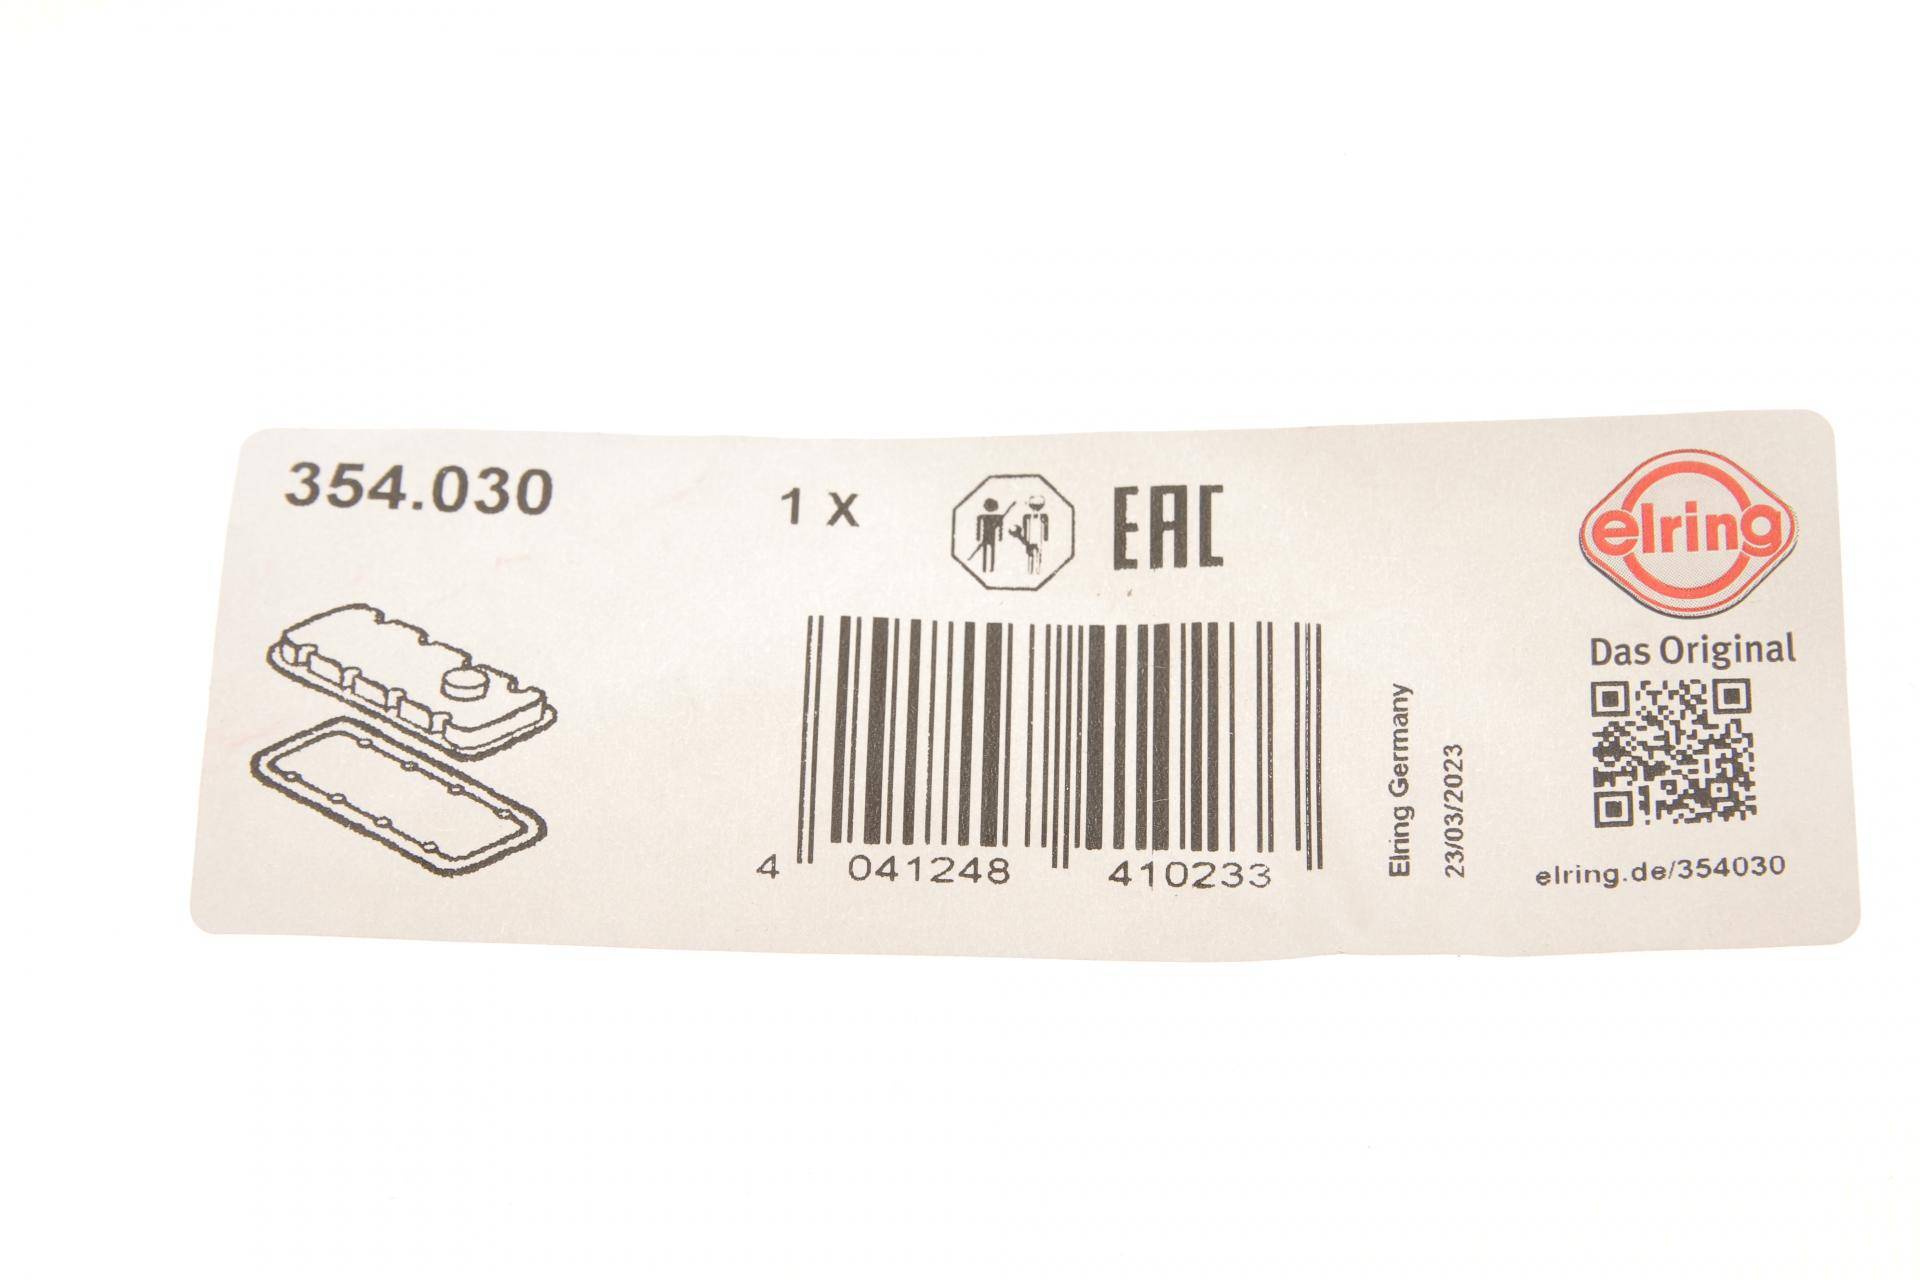 354.030
1 X
EAC
elring
Das Original
4 041248 410233
Elring Germany
23/03/2023
elring.de/354030